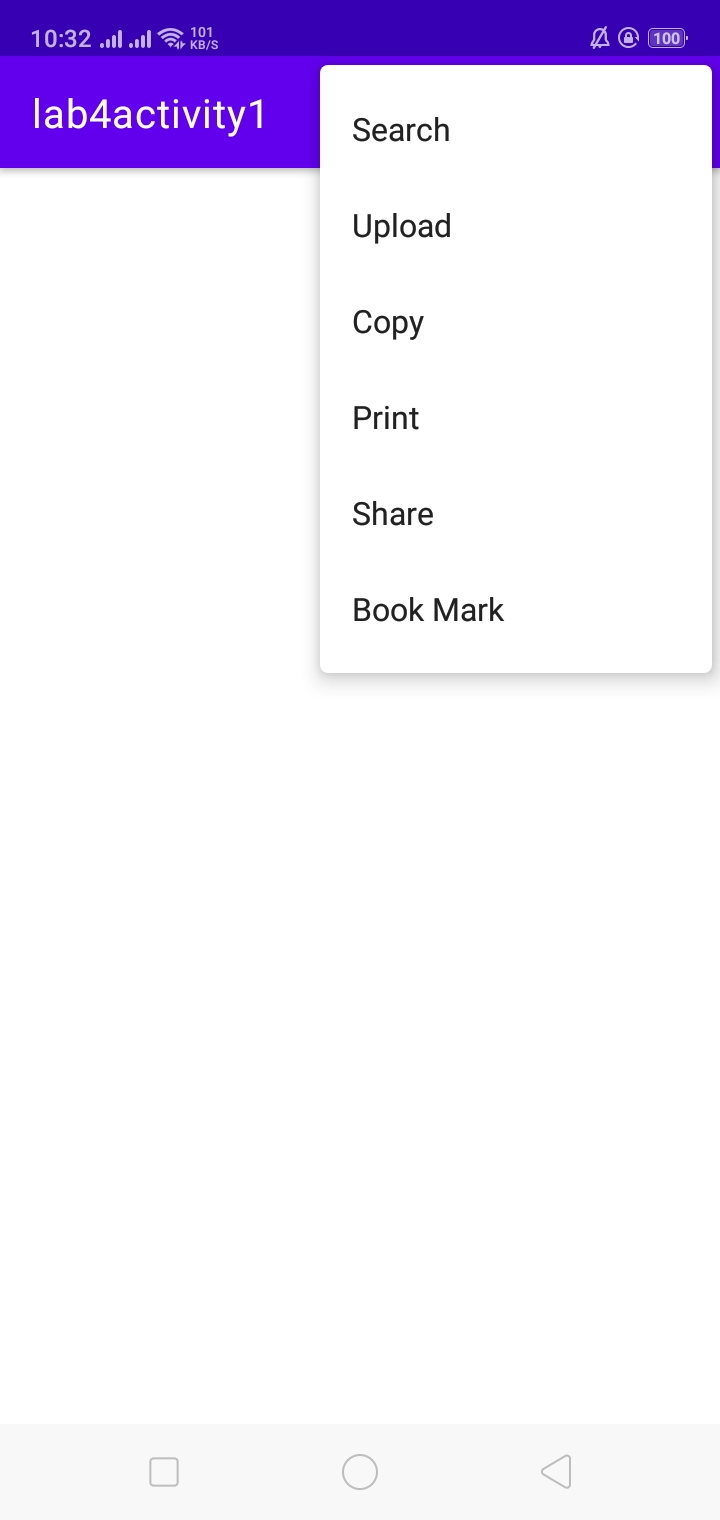 10:32 101 KB/S 100
lab4activity1
Search
Upload
Copy
Print
Share
Book Mark